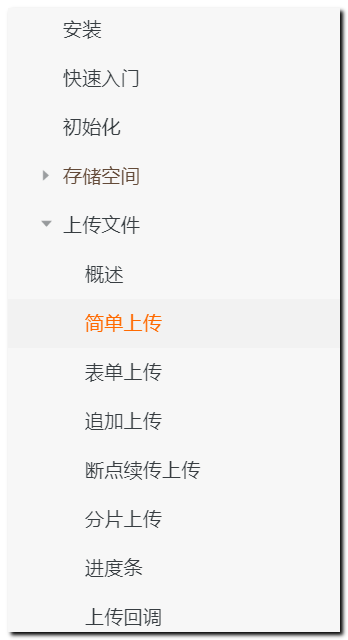 安装
快速入门
初始化
存储空间
上传文件
概述
简单上传
表单上传
追加上传
断点续传上传
分片上传
进度条
上传回调